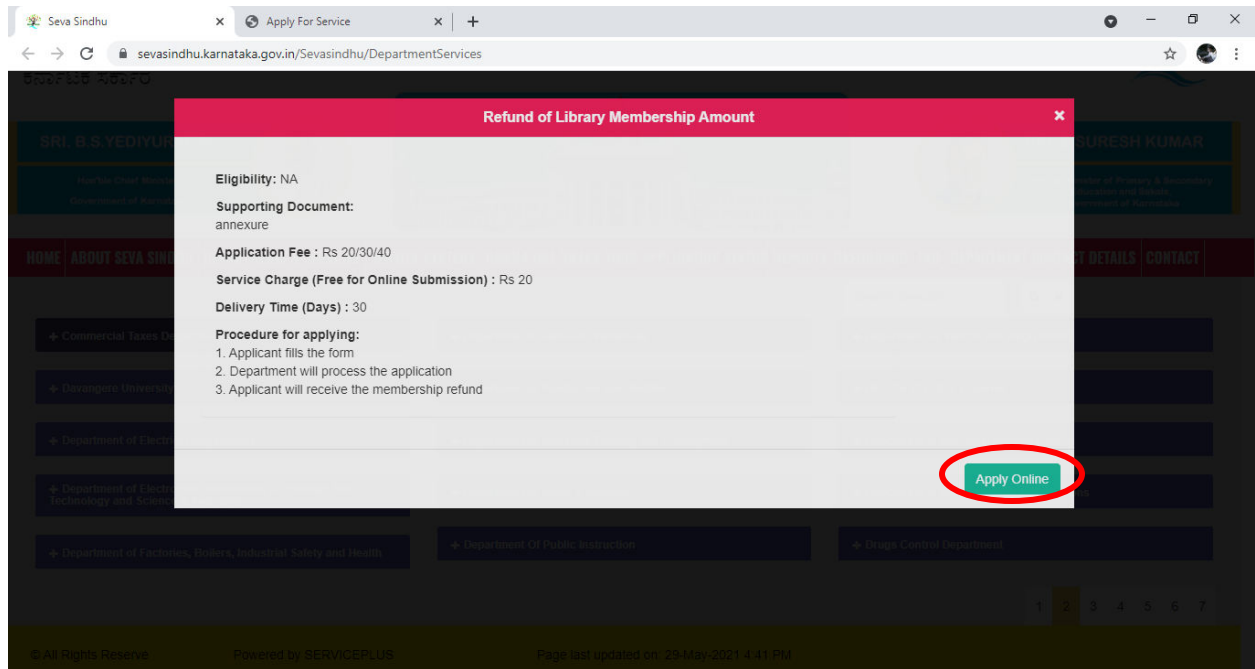 Seva Sindhu
Apply For Service
sevasindhu.karnataka.gov.in/Sevasindhu/DepartmentServices
Refund of Library Membership Amount
SRI. B.S.YEDIYUR
SURESH KUMAR
HOME ABOUT SEVA SIN
CT DETAILS CONTACT
Eligibility: NA
Supporting Document:
annexure
Application Fee : Rs 20/30/40
Service Charge (Free for Online Submission) : Rs 20
Delivery Time (Days) : 30
Procedure for applying:
1. Applicant fills the form
2. Department will process the application
3. Applicant will receive the membership refund
Apply Online
+ Commercial Taxes De
+ Davangere University
+ Department of Electr
+ Department of Electro
Technology and Science
+ Department of Factories, Boilers, Industrial Safety and Health
+ Department Of Public Instruction
+ Drugs Control Department
1 2 3 4 5 6 7
© All Rights Reserve
Powered by SERVICEPLUS
Page last updated on: 29-May-2021 4:41 PM